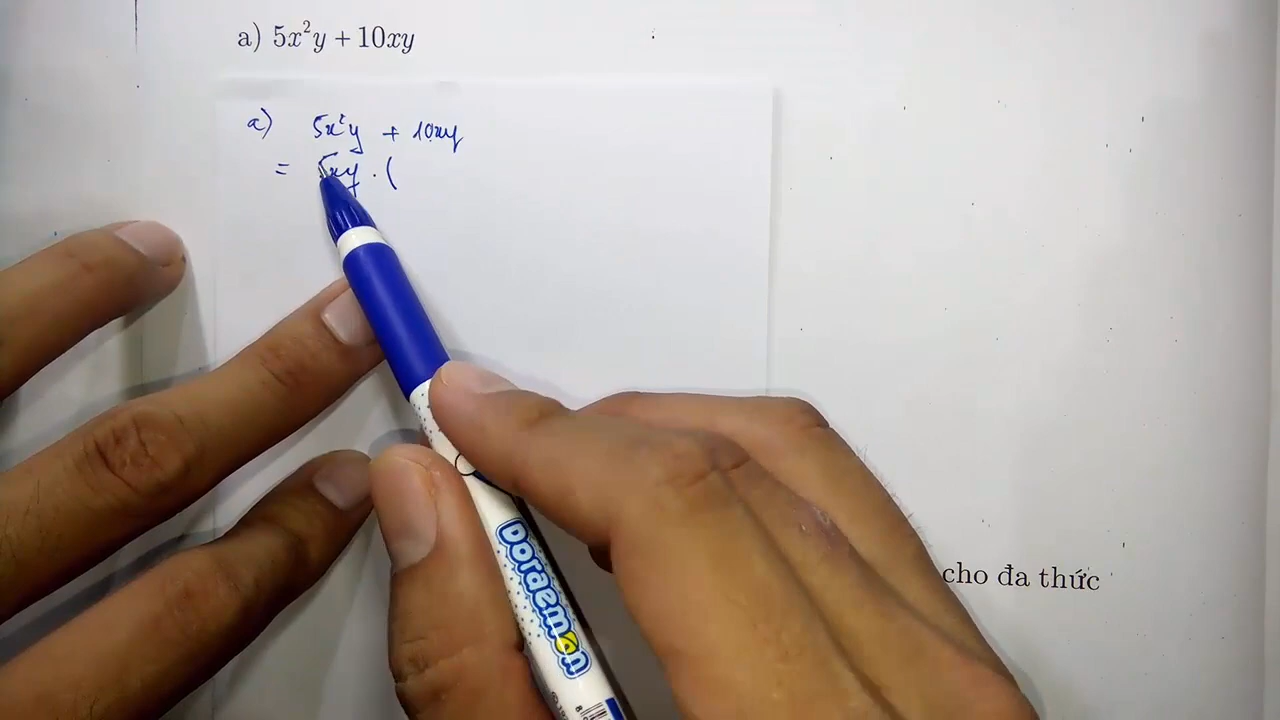 a) 5x²y + 10xy
a) 5x²y + 10xy
= 5xy . (
cho đa thức
Doraemon